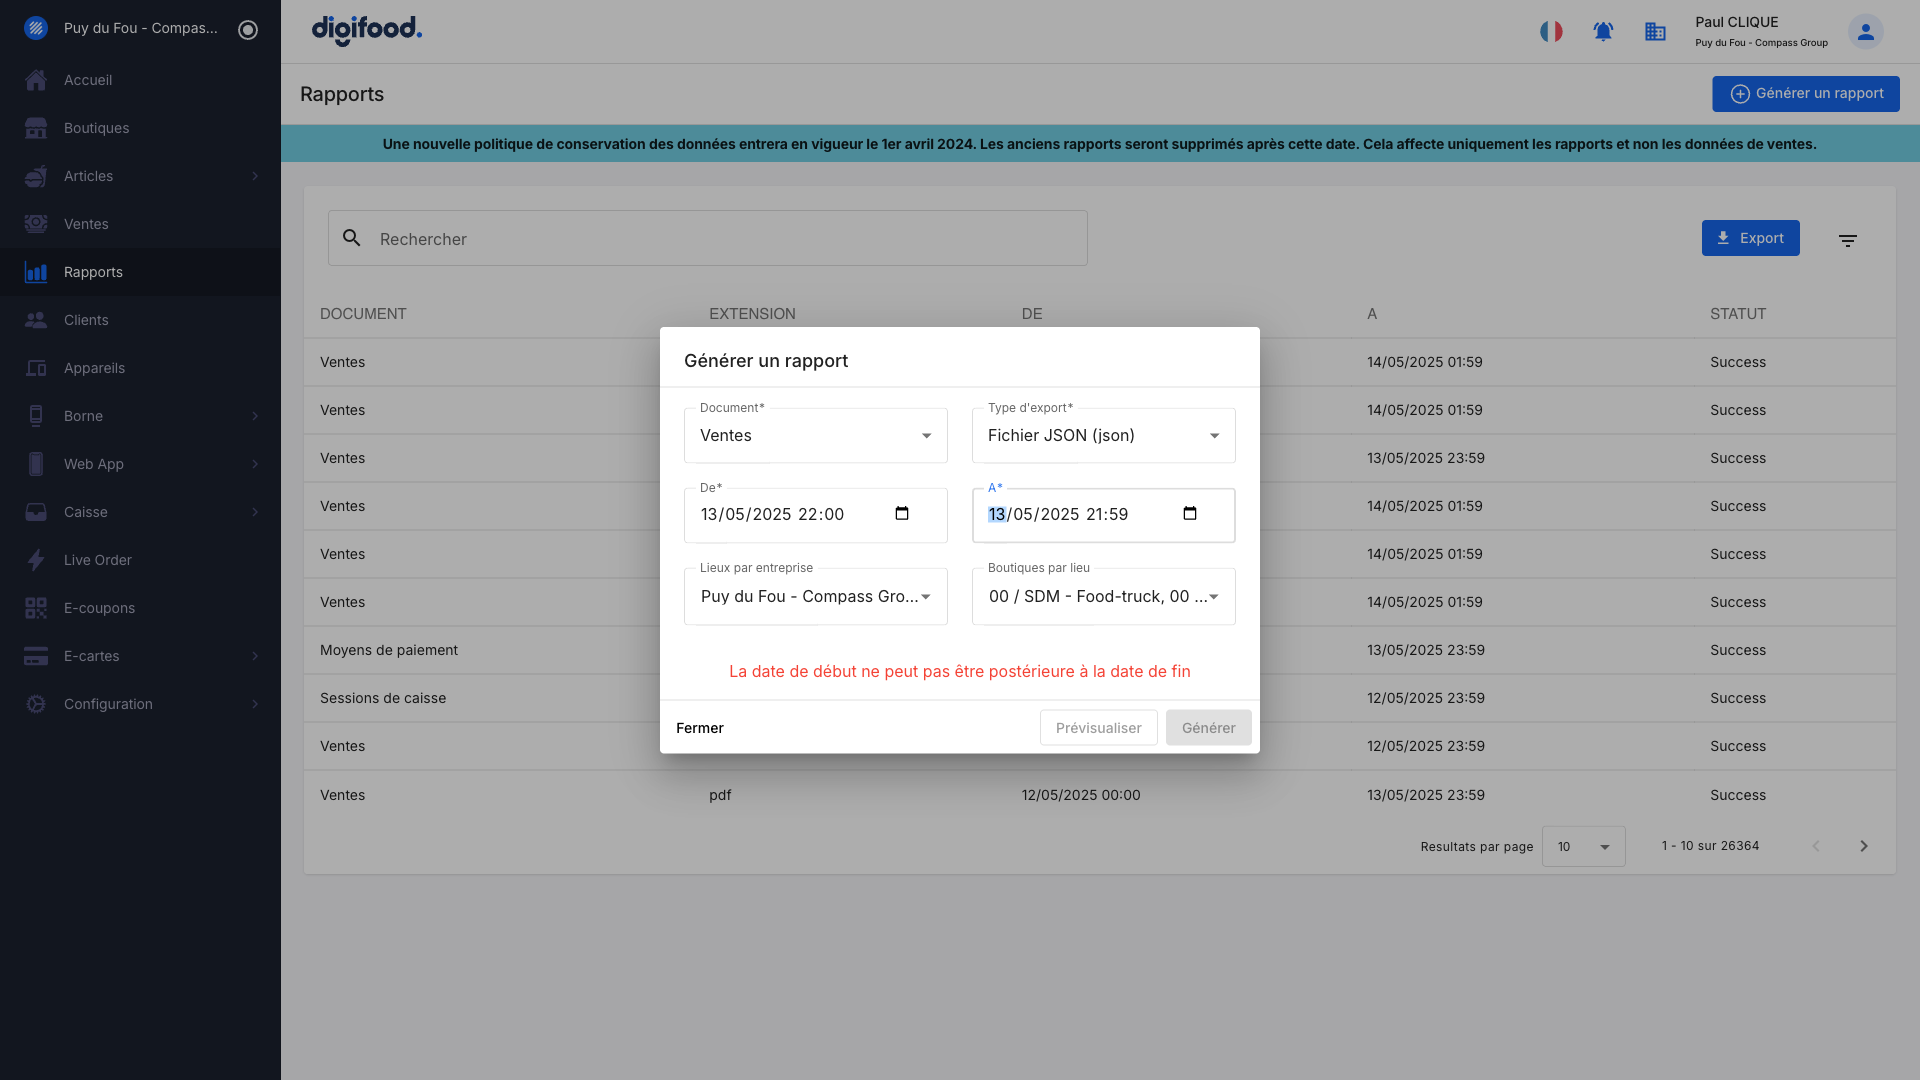 Puy du Fou - Compas...
Accueil
Boutiques
Articles
Ventes
Rapports
Clients
Appareils
Borne
Web App
Caisse
Live Order
E-coupons
E-cartes
Configuration
digifood.
Paul CLIQUE
Puy du Fou - Compass Group
Rapports
Générer un rapport
Une nouvelle politique de conservation des données entrera en vigueur le 1er avril 2024. Les anciens rapports seront supprimés après cette date. Cela affecte uniquement les rapports et non les données de ventes.
Rechercher
Export
DOCUMENT EXTENSION DE A STATUT
Ventes 14/05/2025 01:59 Success
Ventes 14/05/2025 01:59 Success
Ventes 13/05/2025 23:59 Success
Ventes 14/05/2025 01:59 Success
Ventes 14/05/2025 01:59 Success
Ventes 14/05/2025 01:59 Success
Moyens de paiement 13/05/2025 23:59 Success
Sessions de caisse 12/05/2025 23:59 Success
Ventes 12/05/2025 23:59 Success
Ventes pdf 12/05/2025 00:00 13/05/2025 23:59 Success
Resultats par page 10 1 - 10 sur 26364
Générer un rapport
Document* Type d'export*
Ventes Fichier JSON (json)
De* A*
13/05/2025 22:00 13/05/2025 21:59
Lieux par entreprise Boutiques par lieu
Puy du Fou - Compass Gro... 00 / SDM - Food-truck, 00 ...
La date de début ne peut pas être postérieure à la date de fin
Fermer Prévisualiser Générer